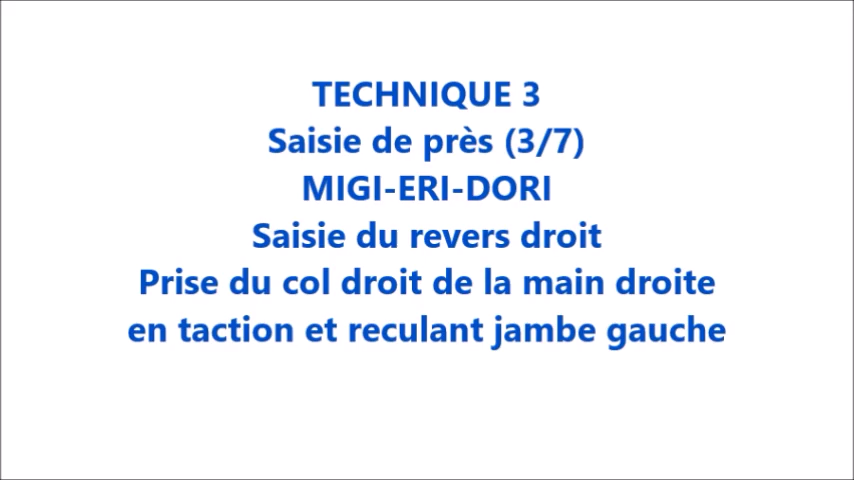 TECHNIQUE 3
Saisie de près (3/7)
MIGI-ERI-DORI
Saisie du revers droit
Prise du col droit de la main droite
en taction et reculant jambe gauche